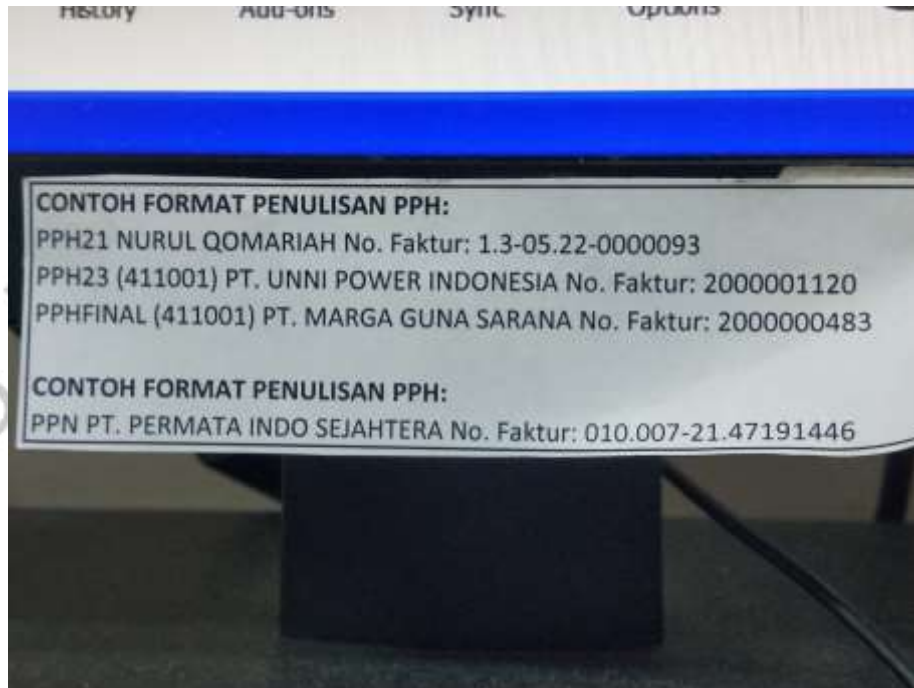 History Add-ons Sync Options
CONTOH FORMAT PENULISAN PPH:
PPH21 NURUL QOMARIAH No. Faktur: 1.3-05.22-0000093
PPH23 (411001) PT. UNNI POWER INDONESIA No. Faktur: 2000001120
PPHFINAL (411001) PT. MARGA GUNA SARANA No. Faktur: 2000000483
CONTOH FORMAT PENULISAN PPH:
PPN PT. PERMATA INDO SEJAHTERA No. Faktur: 010.007-21.47191446